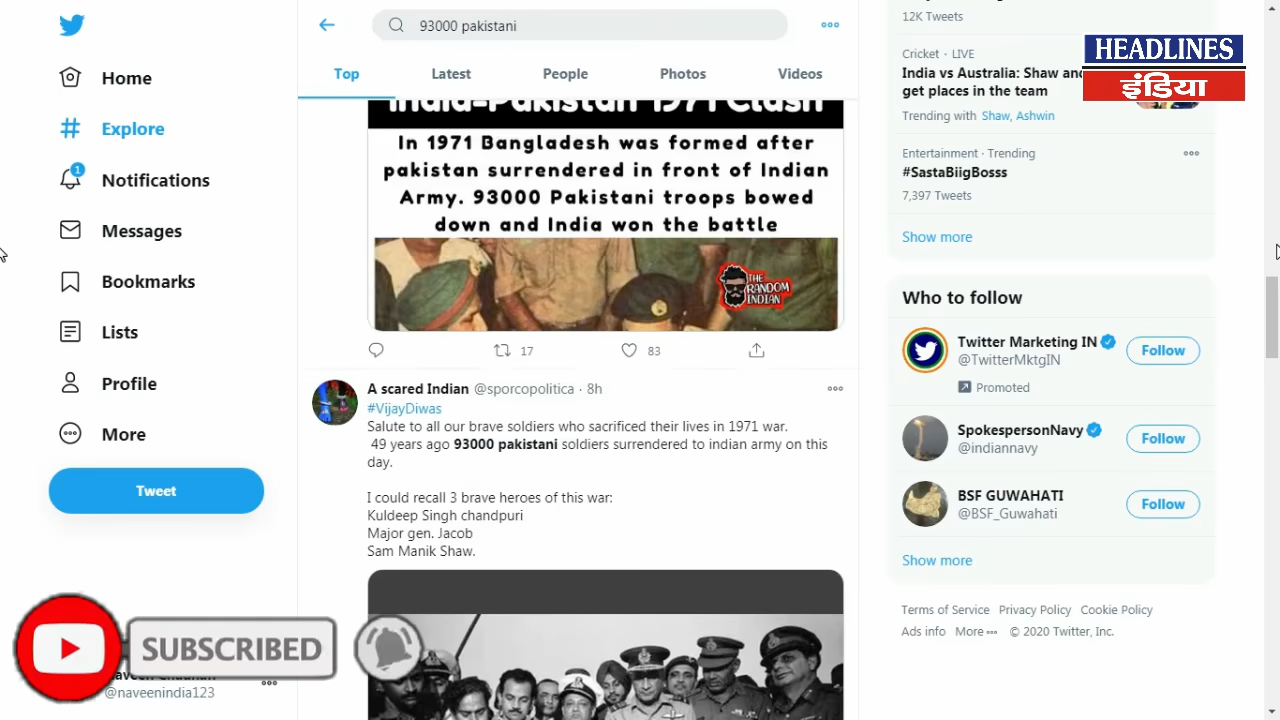 Home
Explore
1
Notifications
Messages
Bookmarks
Lists
Profile
More
Tweet
SUBSCRIBED
@naveenindia123
93000 pakistani
Top Latest People Photos Videos
India-Pakistan 1971 Clash
In 1971 Bangladesh was formed after
pakistan surrendered in front of Indian
Army. 93000 Pakistani troops bowed
down and India won the battle
THE
RANDOM
INDIAN
17 83
A scared Indian @sporcopolitica · 8h
#VijayDiwas
Salute to all our brave soldiers who sacrificed their lives in 1971 war.
49 years ago 93000 pakistani soldiers surrendered to indian army on this
day.
I could recall 3 brave heroes of this war:
Kuldeep Singh chandpuri
Major gen. Jacob
Sam Manik Shaw.
12K Tweets
Cricket · LIVE
India vs Australia: Shaw and
get places in the team
Trending with Shaw, Ashwin
HEADLINES
इंडिया
Entertainment · Trending
#SastaBiigBosss
7,397 Tweets
Show more
Who to follow
Twitter Marketing IN
@TwitterMktgIN
Follow
Promoted
SpokespersonNavy
@indiannavy
Follow
BSF GUWAHATI
@BSF_Guwahati
Follow
Show more
Terms of Service Privacy Policy Cookie Policy
Ads info More © 2020 Twitter, Inc.